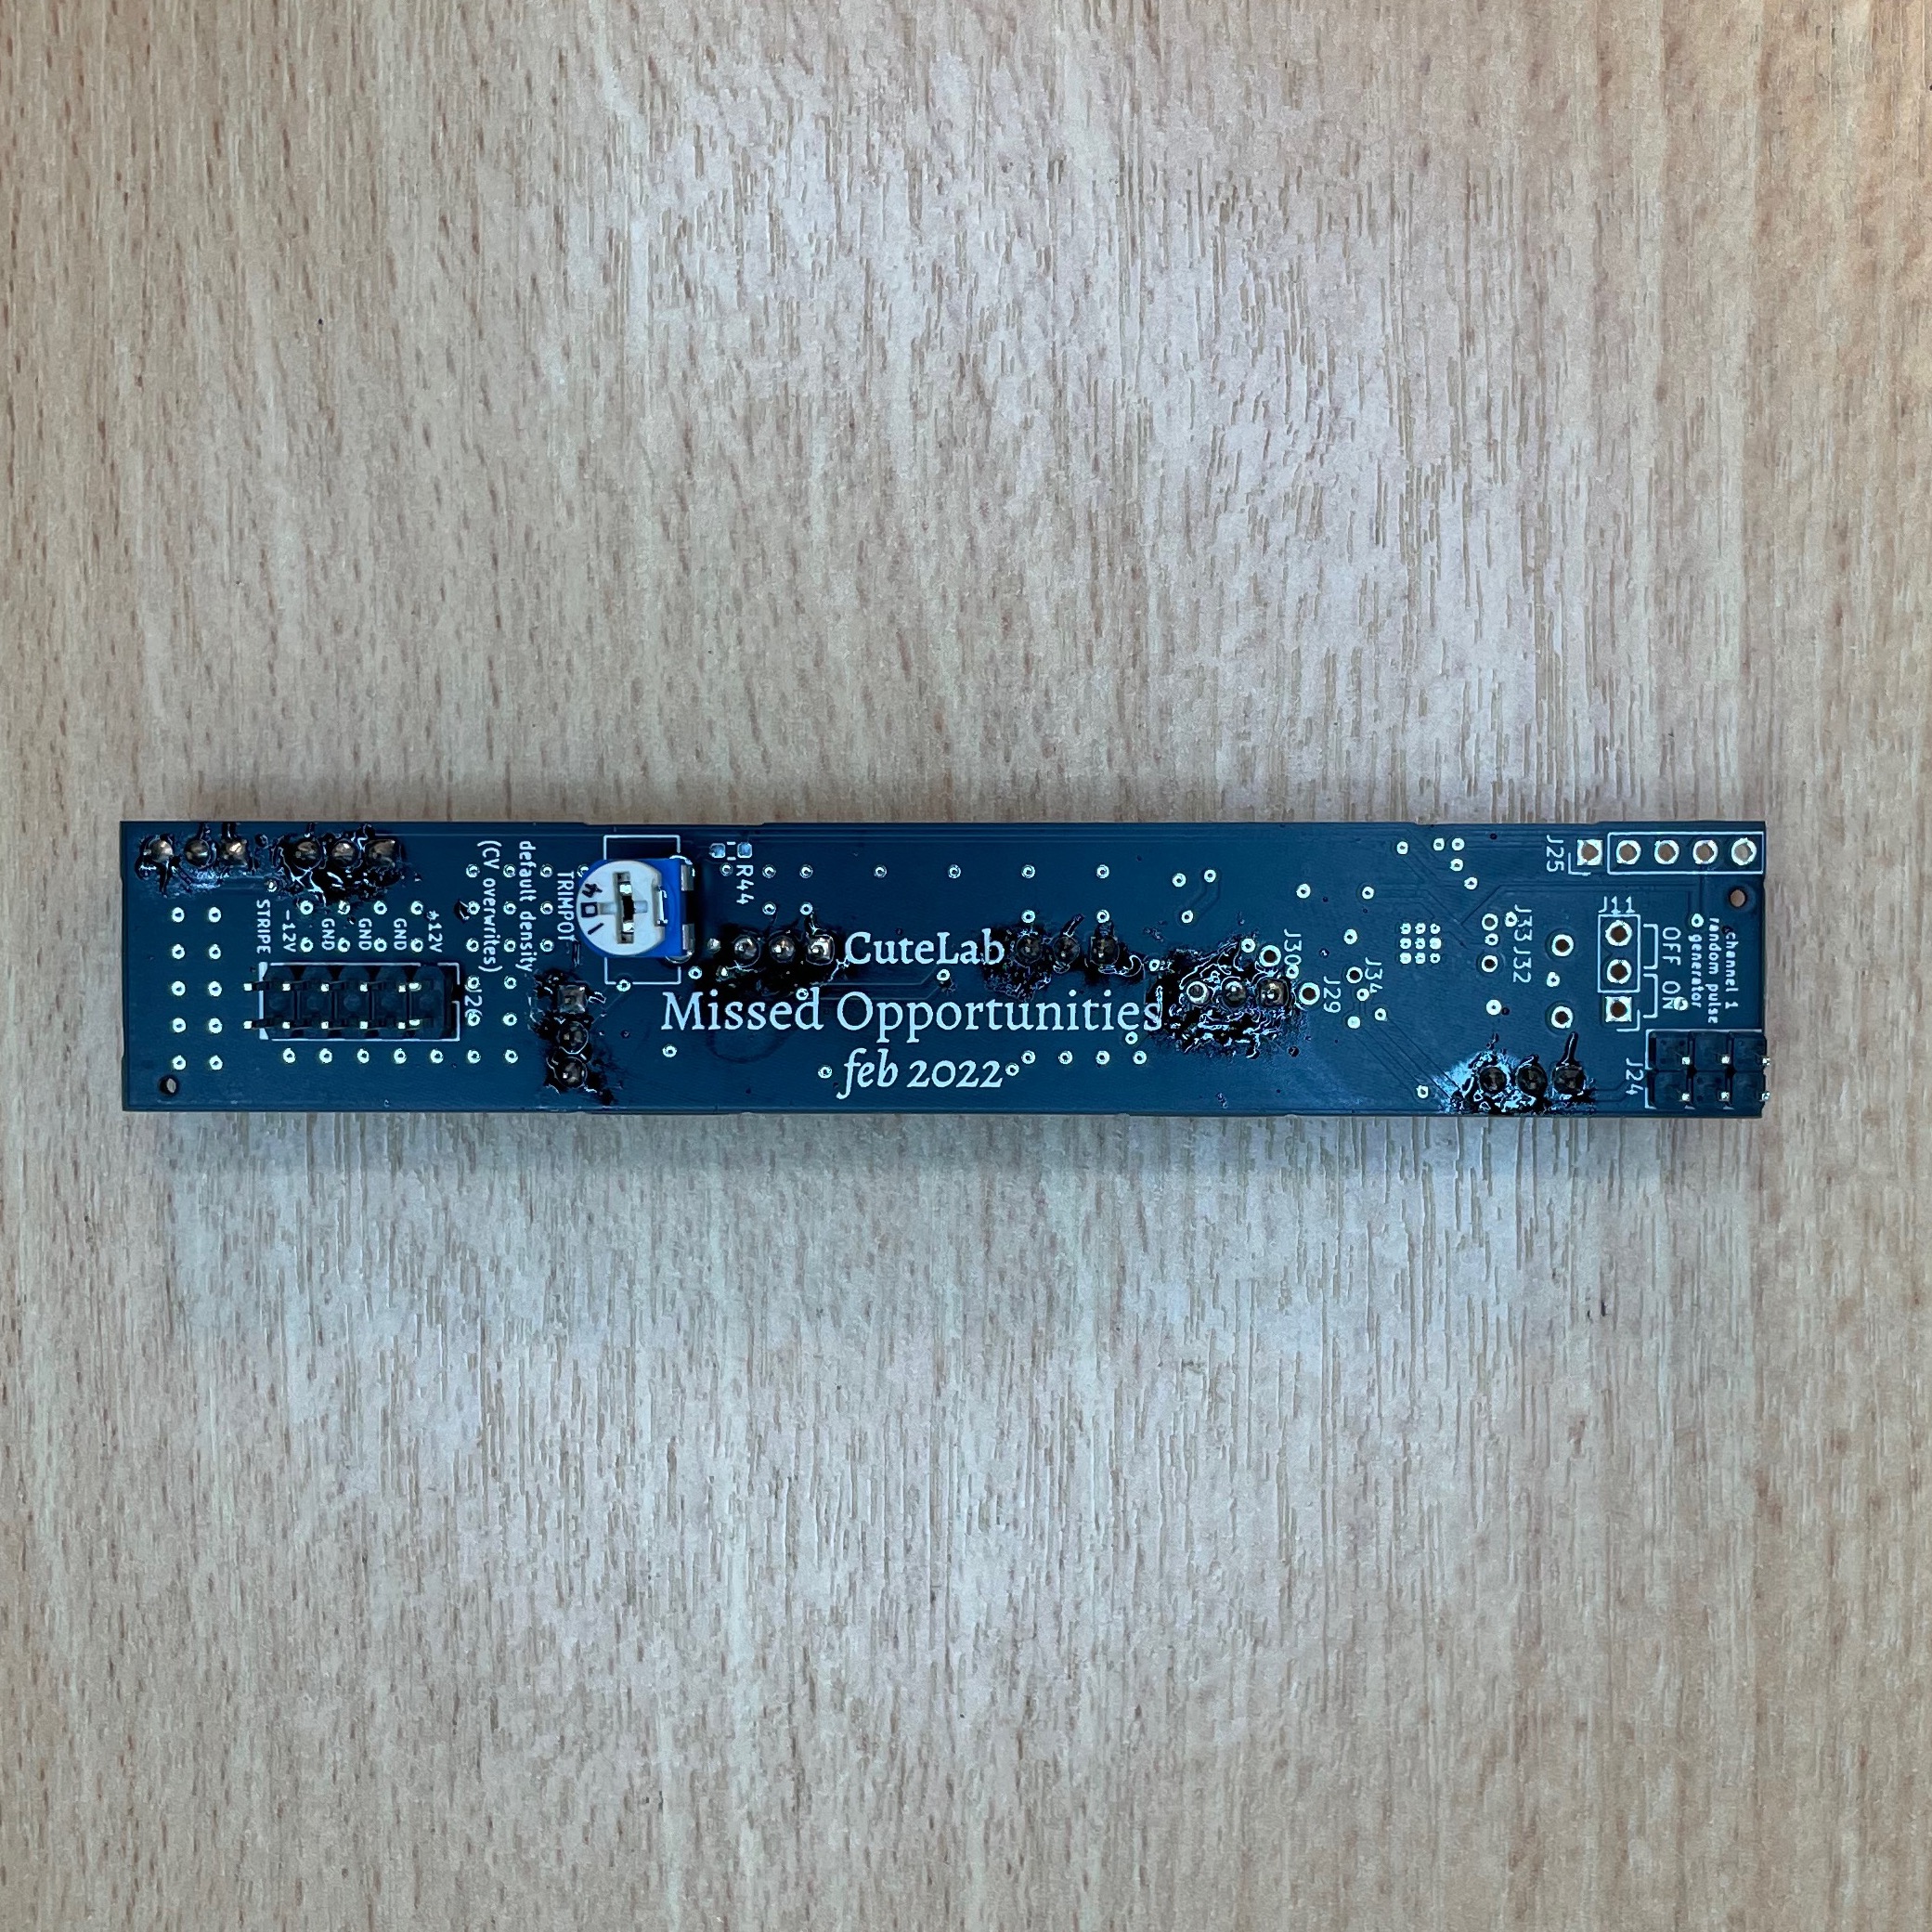 CuteLab
Missed Opportunities
feb 2022
STRIPE
-12V
GND
GND
GND
+12V
J26
default density
(CV overwrites)
TRIMPOT
R44
J30
J29
J34
J33
J32
J25
J11
OFF ON
channel 1
random pulse
generator
J24